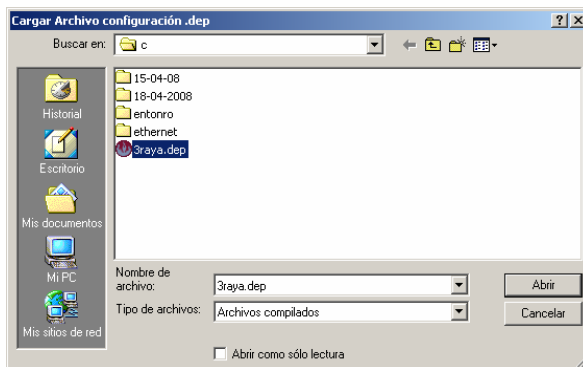 Cargar Archivo configuración .dep
Buscar en: c
15-04-08
18-04-2008
entonro
ethernet
3raya.dep
Historial
Escritorio
Mis documentos
Mi PC
Mis sitios de red
Nombre de
archivo: 3raya.dep
Abrir
Tipo de archivos: Archivos compilados
Cancelar
Abrir como sólo lectura